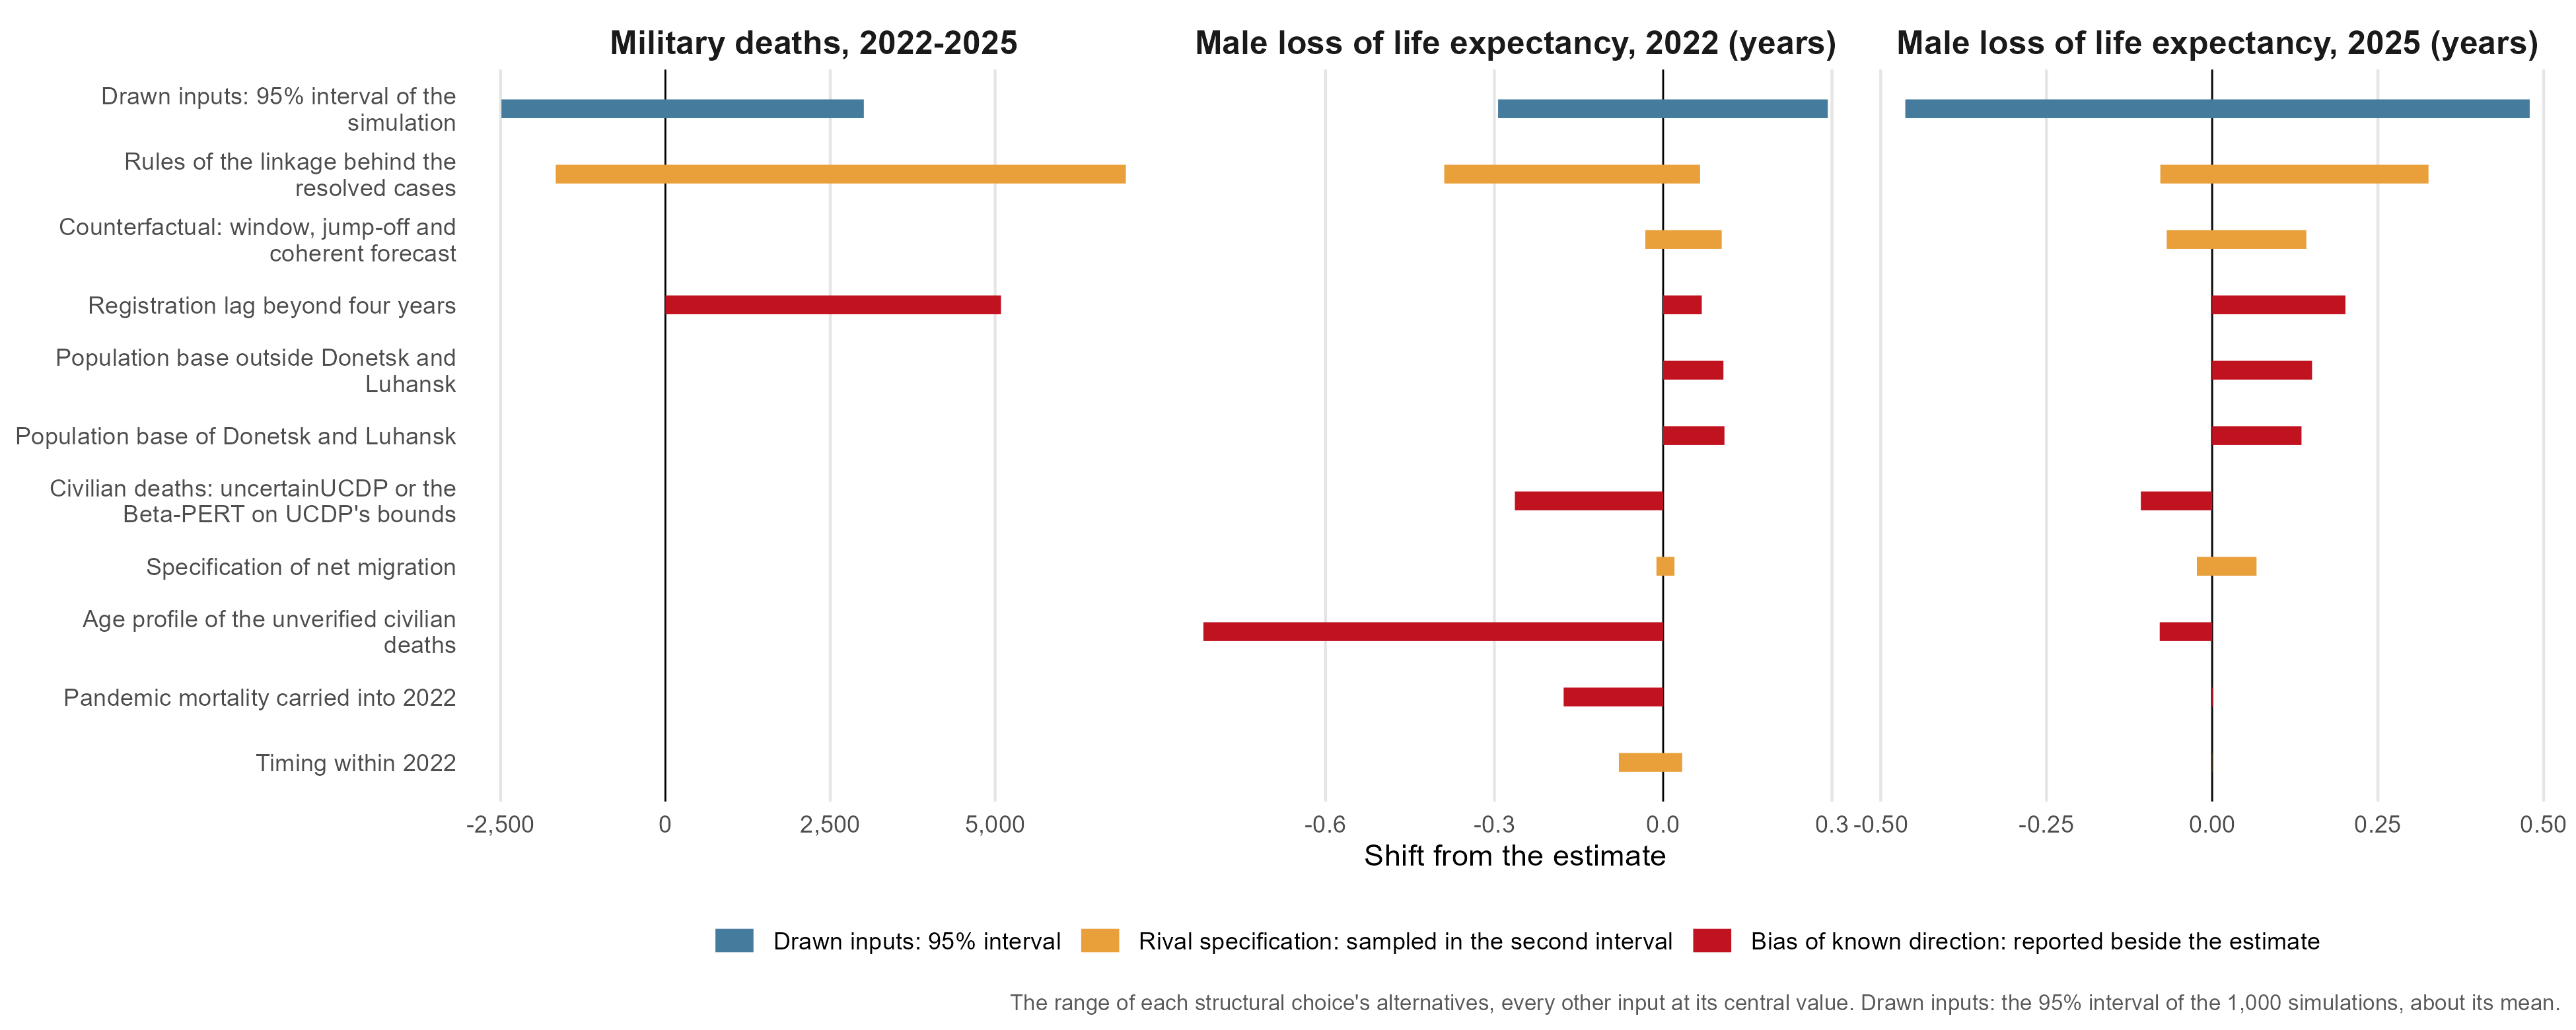 Military deaths, 2022-2025
Male loss of life expectancy, 2022 (years)
Male loss of life expectancy, 2025 (years)
Drawn inputs: 95% interval of the
simulation
Rules of the linkage behind the
resolved cases
Counterfactual: window, jump-off and
coherent forecast
Registration lag beyond four years
Population base outside Donetsk and
Luhansk
Population base of Donetsk and Luhansk
Civilian deaths: uncertainUCDP or the
Beta-PERT on UCDP's bounds
Specification of net migration
Age profile of the unverified civilian
deaths
Pandemic mortality carried into 2022
Timing within 2022
-2,500 0 2,500 5,000
-0.6 -0.3 0.0 0.3
-0.50 -0.25 0.00 0.25 0.50
Shift from the estimate
Drawn inputs: 95% interval
Rival specification: sampled in the second interval
Bias of known direction: reported beside the estimate
The range of each structural choice's alternatives, every other input at its central value. Drawn inputs: the 95% interval of the 1,000 simulations, about its mean.